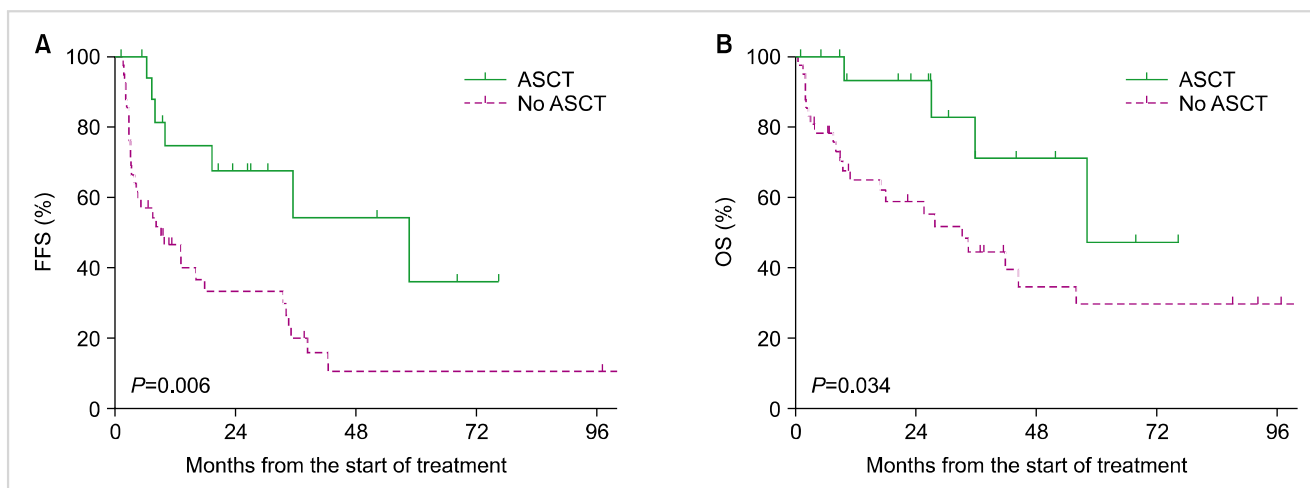 A
FFS (%)
100
80
60
40
20
0
ASCT
No ASCT
P=0.006
0 24 48 72 96
Months from the start of treatment
B
OS (%)
100
80
60
40
20
0
ASCT
No ASCT
P=0.034
0 24 48 72 96
Months from the start of treatment